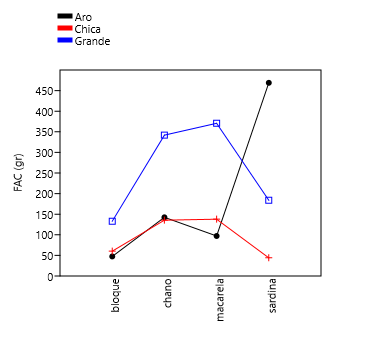 Aro
Chica
Grande
FAC (gr)
450
400
350
300
250
200
150
100
50
0
bloque
chano
macarela
sardina